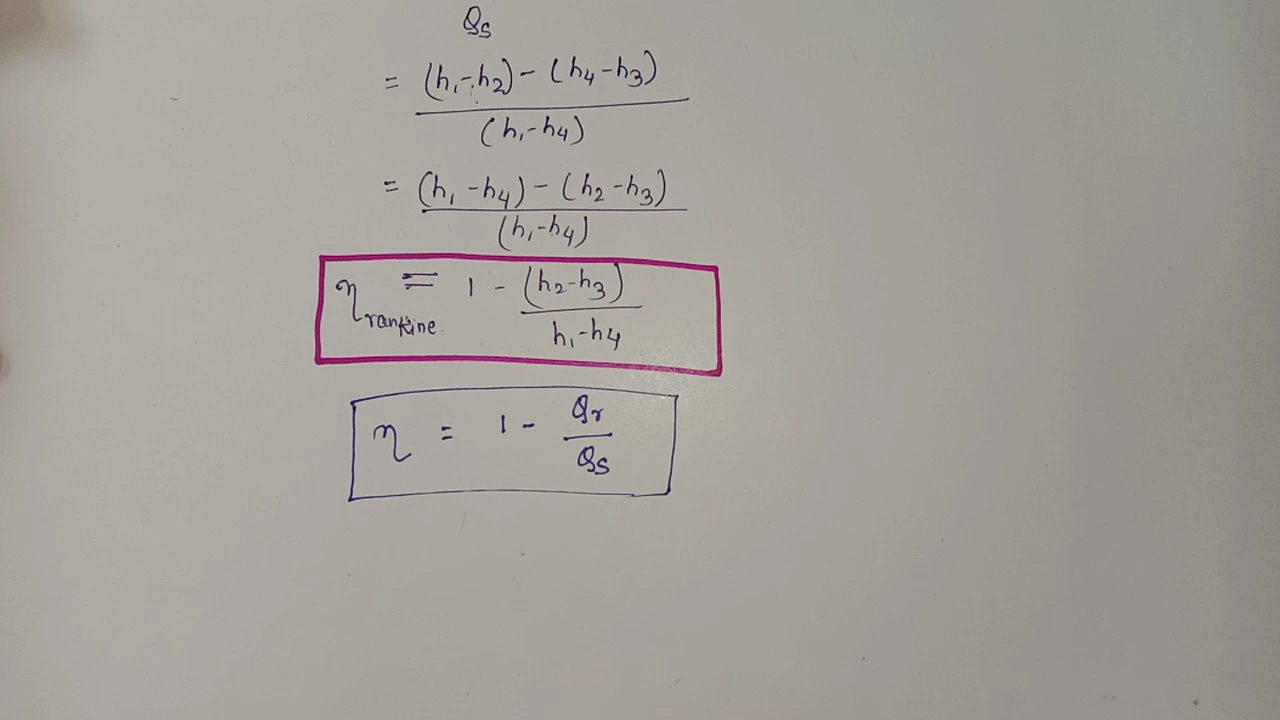 Qs
= (h1-h2) - (h4-h3)
(h1-h4)
= (h1-h4) - (h2-h3)
(h1-h4)
ηrankine = 1 - (h2-h3)
h1-h4
η = 1 - Qr
Qs